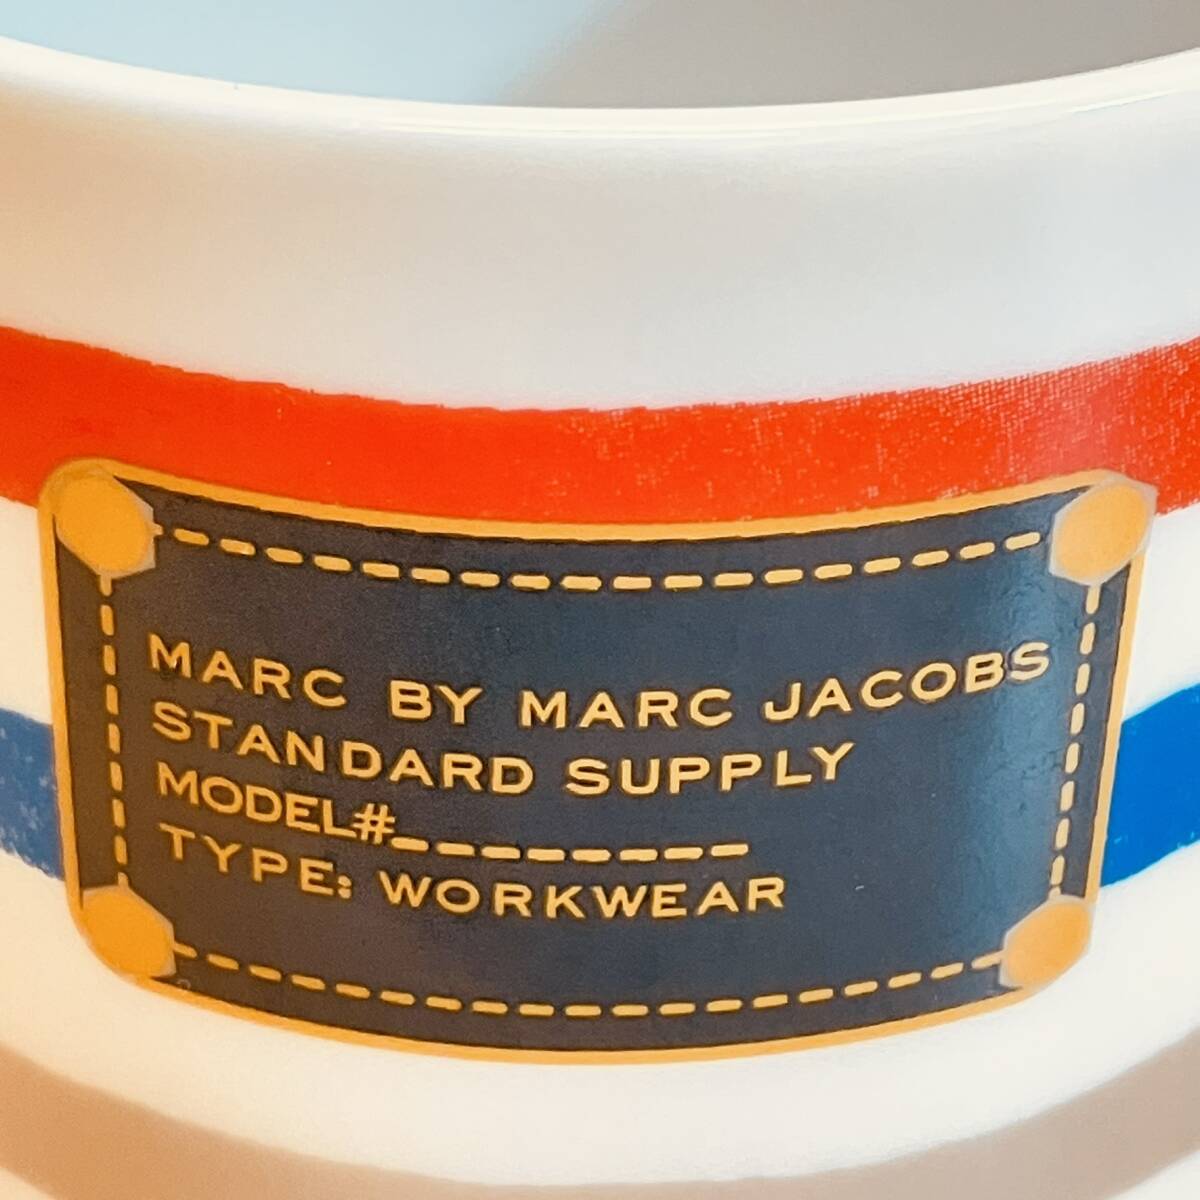 MARC BY MARC JACOBS
STANDARD SUPPLY
MODEL#_________
TYPE: WORKWEAR